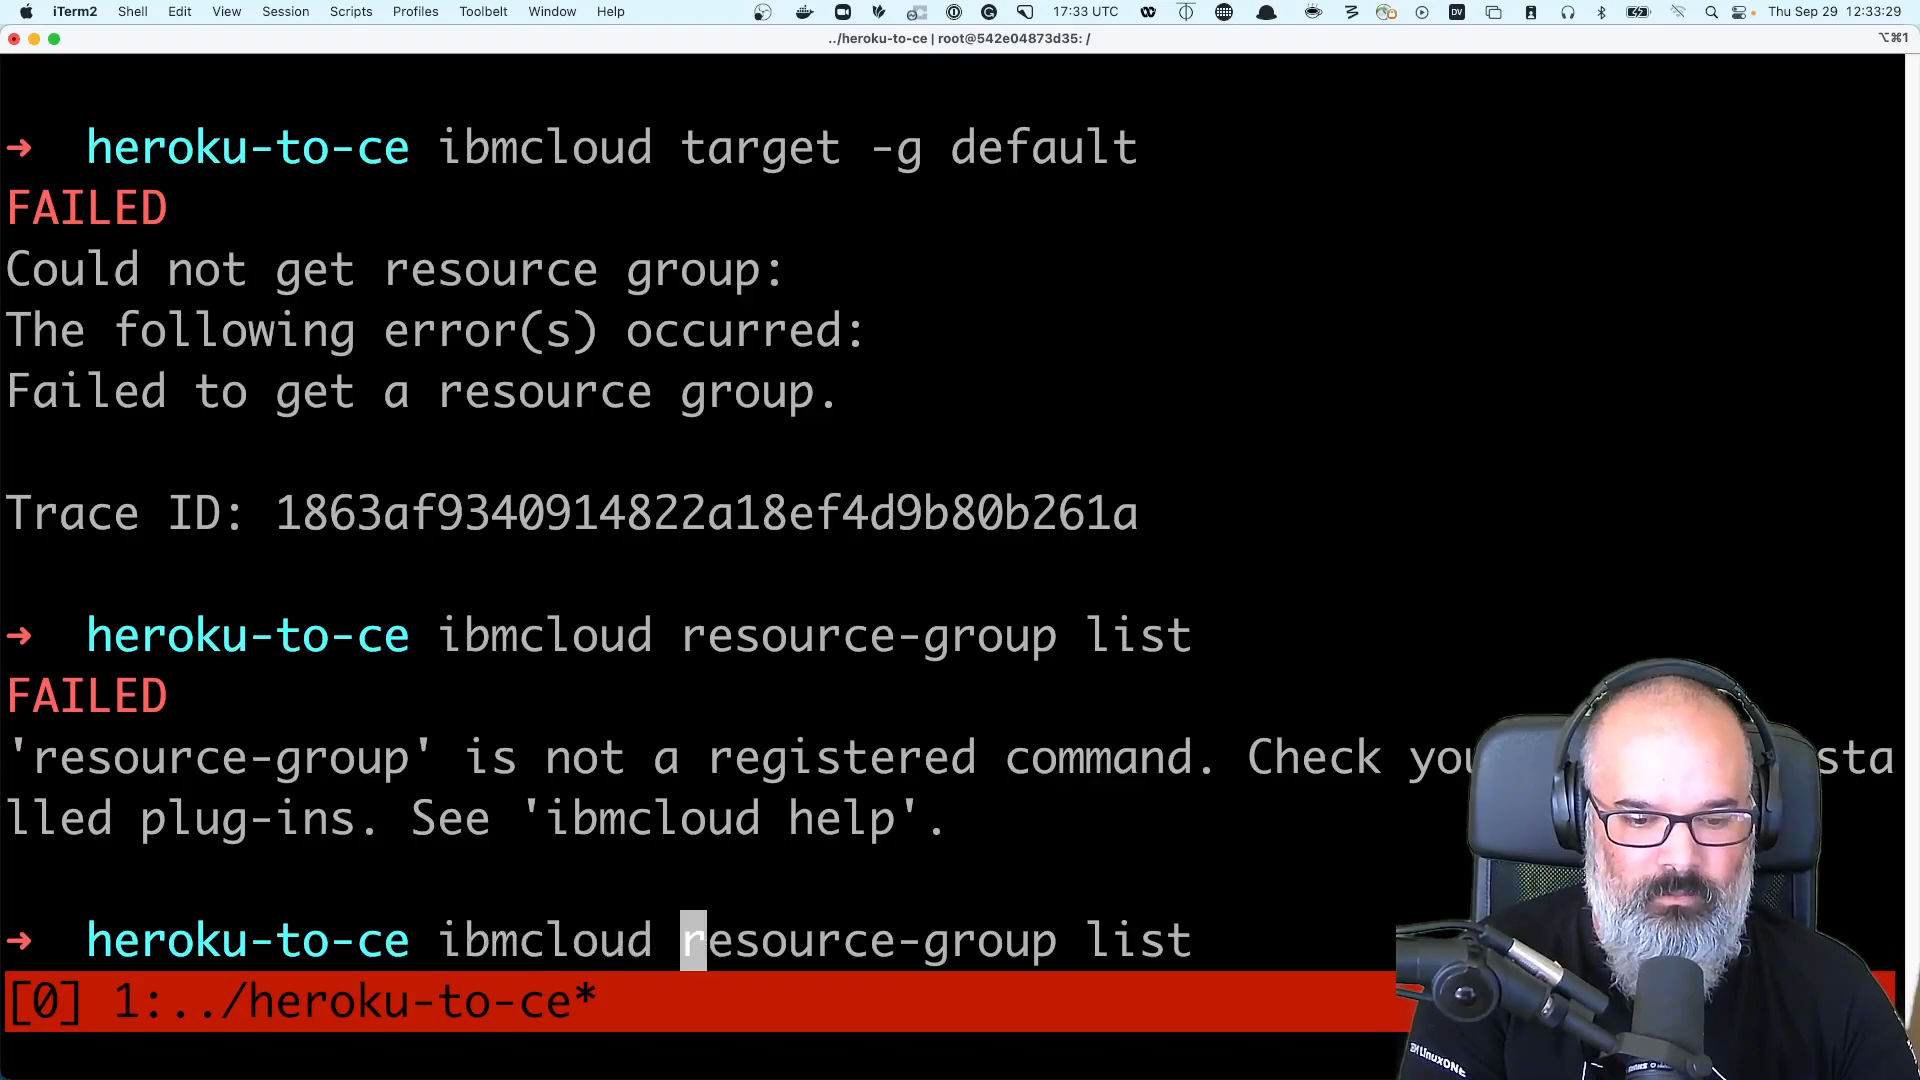 iTerm2 Shell Edit View Session Scripts Profiles Toolbelt Window Help 17:33 UTC DV Thu Sep 29 12:33:29
../heroku-to-ce | root@542e04873d35: / ⌥⌘1
➜ heroku-to-ce ibmcloud target -g default
FAILED
Could not get resource group:
The following error(s) occurred:
Failed to get a resource group.
Trace ID: 1863af9340914822a18ef4d9b80b261a
➜ heroku-to-ce ibmcloud resource-group list
FAILED
'resource-group' is not a registered command. Check you sta
lled plug-ins. See 'ibmcloud help'.
➜ heroku-to-ce ibmcloud resource-group list
[0] 1:../heroku-to-ce*
LinuxONE